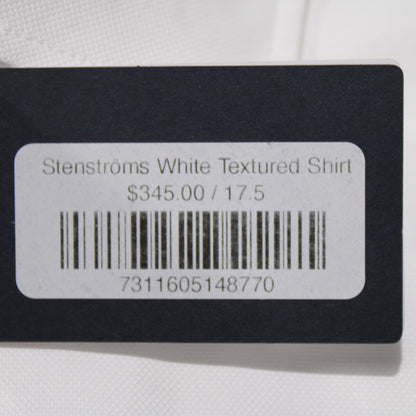 Stenströms White Textured Shirt
$345.00 / 17.5
7311605148770